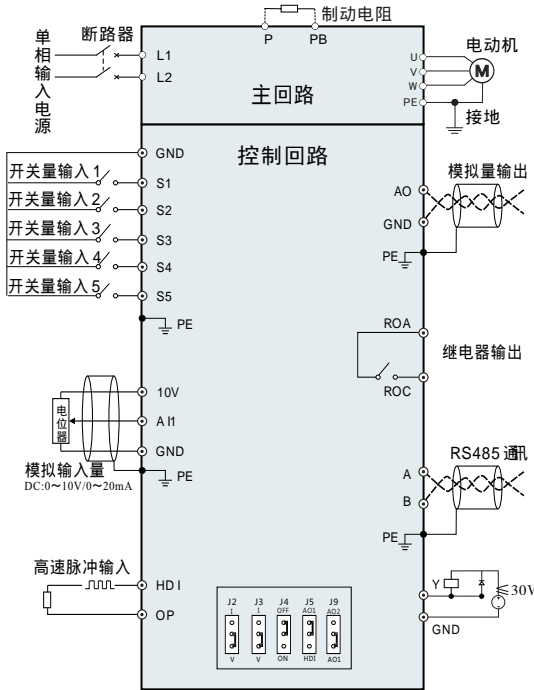 制动电阻
P PB
单相输入电源
断路器
L1
L2
主回路
U
V
W
PE
电动机
M
接地
控制回路
GND
开关量输入1
S1
开关量输入2
S2
开关量输入3
S3
开关量输入4
S4
开关量输入5
S5
PE
模拟量输出
AO
GND
PE
ROA
继电器输出
ROC
10V
电位器
AI1
GND
模拟输入量
DC:0～10V/0～20mA
PE
RS485通讯
A
B
PE
高速脉冲输入
HDI
OP
Y
≤30V
GND
J2 J3 J4 J5 J9
I I OFF AO1 AO2
V V ON HDI AO1